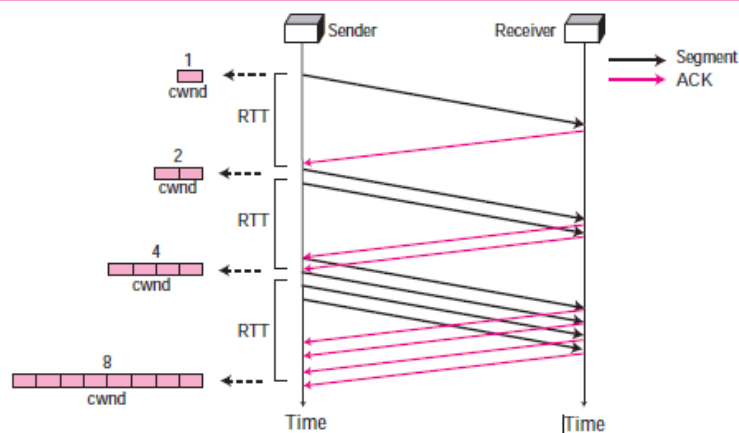 Sender
Receiver
Segment
ACK
1
cwnd
RTT
2
cwnd
RTT
4
cwnd
RTT
8
cwnd
Time
Time